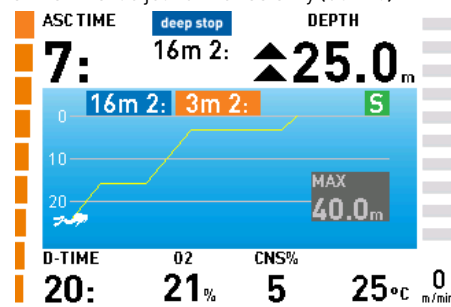 ASC TIME deep stop DEPTH
7: 16m 2: 25.0m
16m 2: 3m 2: S
0
10
MAX
20
40.0m
D-TIME O2 CNS%
20: 21% 5 25°C 0 m/min